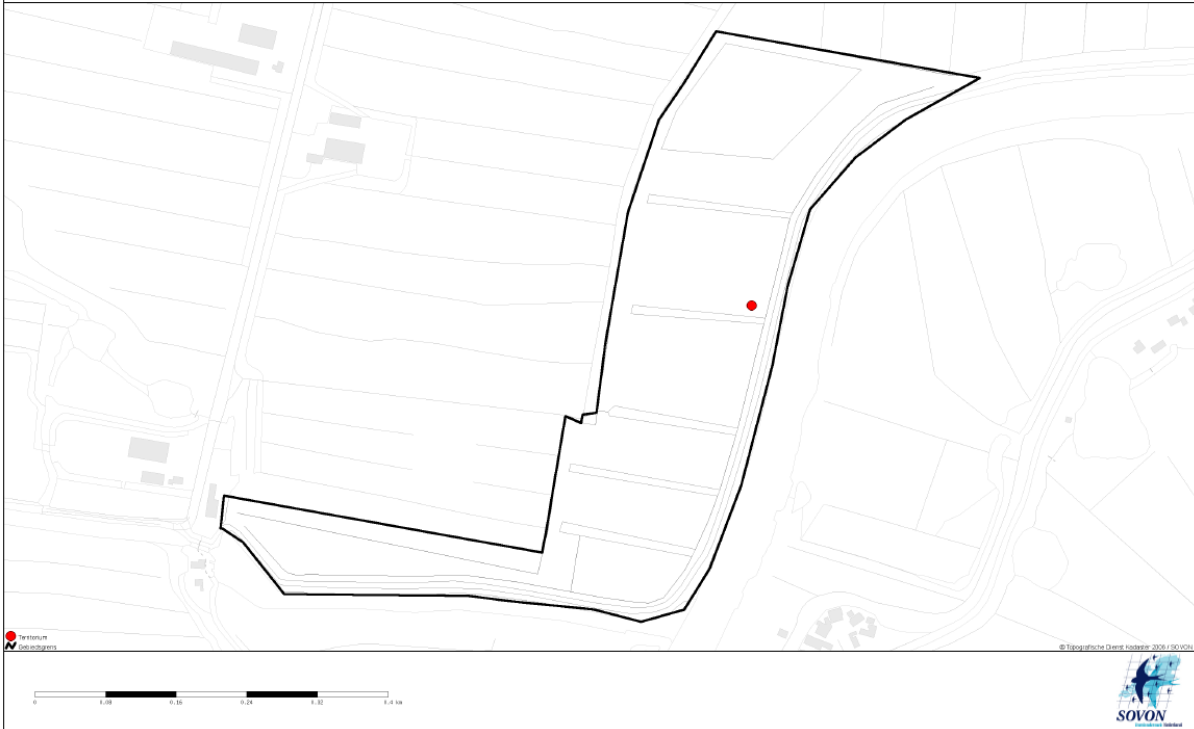 Territorium
Gebiedsgrens
© Topografische Dienst Kadaster 2006 / SOVON
0 0.08 0.16 0.24 0.32 0.4 km
SOVON